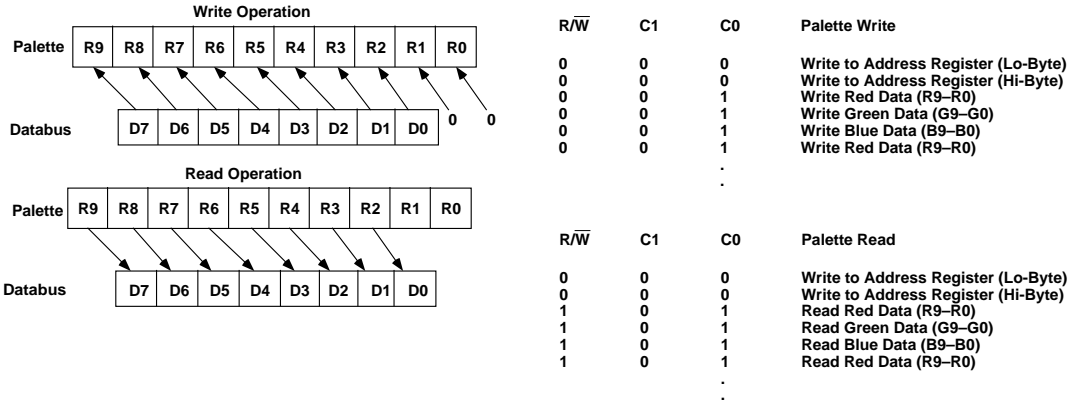 Write Operation
Palette R9 R8 R7 R6 R5 R4 R3 R2 R1 R0
Databus D7 D6 D5 D4 D3 D2 D1 D0 0 0
Read Operation
Palette R9 R8 R7 R6 R5 R4 R3 R2 R1 R0
Databus D7 D6 D5 D4 D3 D2 D1 D0
R/W̅ C1 C0 Palette Write
0 0 0 Write to Address Register (Lo-Byte)
0 0 0 Write to Address Register (Hi-Byte)
0 0 1 Write Red Data (R9–R0)
0 0 1 Write Green Data (G9–G0)
0 0 1 Write Blue Data (B9–B0)
0 0 1 Write Red Data (R9–R0)
.
.
R/W̅ C1 C0 Palette Read
0 0 0 Write to Address Register (Lo-Byte)
0 0 0 Write to Address Register (Hi-Byte)
1 0 1 Read Red Data (R9–R0)
1 0 1 Read Green Data (G9–G0)
1 0 1 Read Blue Data (B9–B0)
1 0 1 Read Red Data (R9–R0)
.
.